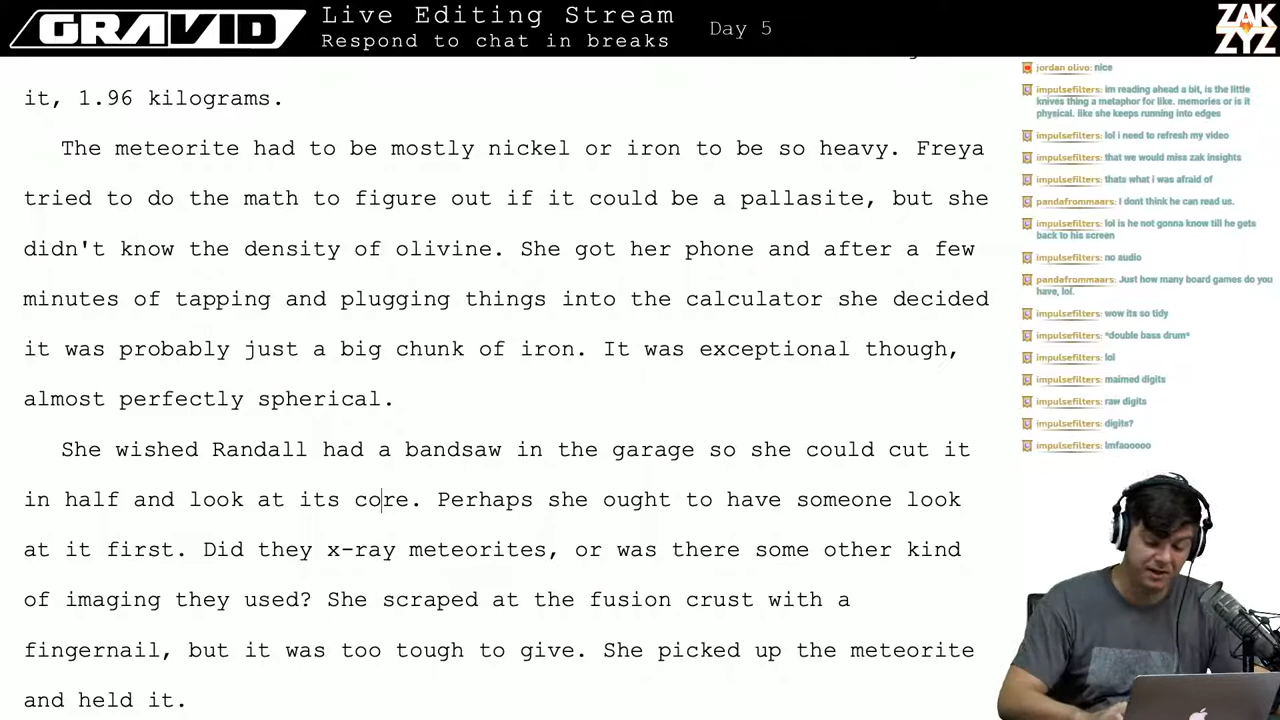 GRAVID
Live Editing Stream
Respond to chat in breaks
Day 5
ZAK
ZYZ
it, 1.96 kilograms.
The meteorite had to be mostly nickel or iron to be so heavy. Freya
tried to do the math to figure out if it could be a pallasite, but she
didn't know the density of olivine. She got her phone and after a few
minutes of tapping and plugging things into the calculator she decided
it was probably just a big chunk of iron. It was exceptional though,
almost perfectly spherical.
She wished Randall had a bandsaw in the garage so she could cut it
in half and look at its core. Perhaps she ought to have someone look
at it first. Did they x-ray meteorites, or was there some other kind
of imaging they used? She scraped at the fusion crust with a
fingernail, but it was too tough to give. She picked up the meteorite
and held it.
jordan olivo: nice
impulsefilters: im reading ahead a bit, is the little
knives thing a metaphor for like. memories or is it
physical. like she keeps running into edges
impulsefilters: lol i need to refresh my video
impulsefilters: that we would miss zak insights
impulsefilters: thats what i was afraid of
pandafrommaars: I dont think he can read us.
impulsefilters: lol is he not gonna know till he gets
back to his screen
impulsefilters: no audio
pandafrommaars: Just how many board games do you
have, lol.
impulsefilters: wow its so tidy
impulsefilters: *double bass drum*
impulsefilters: lol
impulsefilters: maimed digits
impulsefilters: raw digits
impulsefilters: digits?
impulsefilters: lmfaooooo